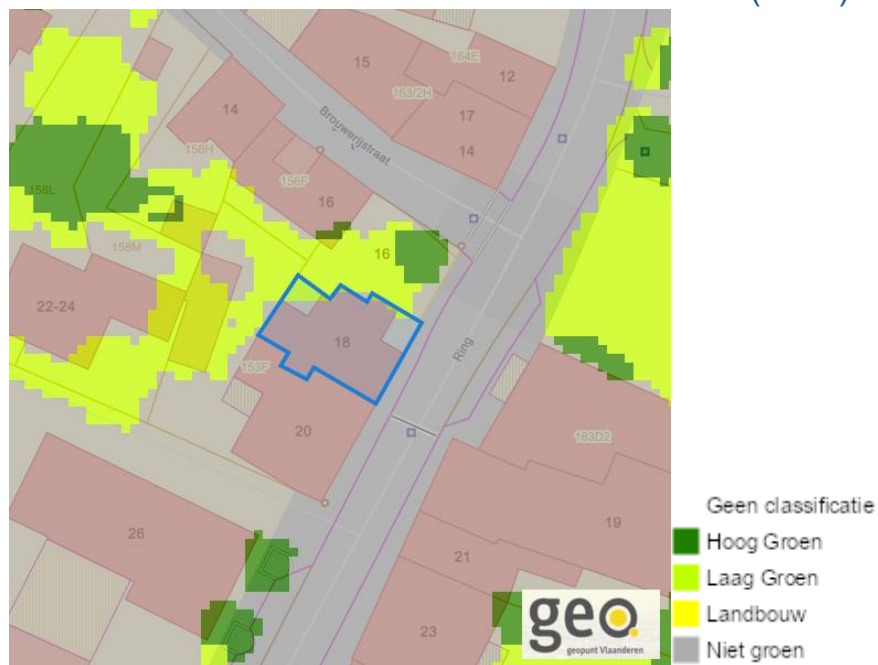 15
164E
12
163/2H
17
14
14
Brouwerijstraat
158H
156F
16
158L
16
158M
22-24
18
Ring
153F
20
183D2
26
19
21
23
geo
geopunt Vlaanderen
Geen classificatie
Hoog Groen
Laag Groen
Landbouw
Niet groen